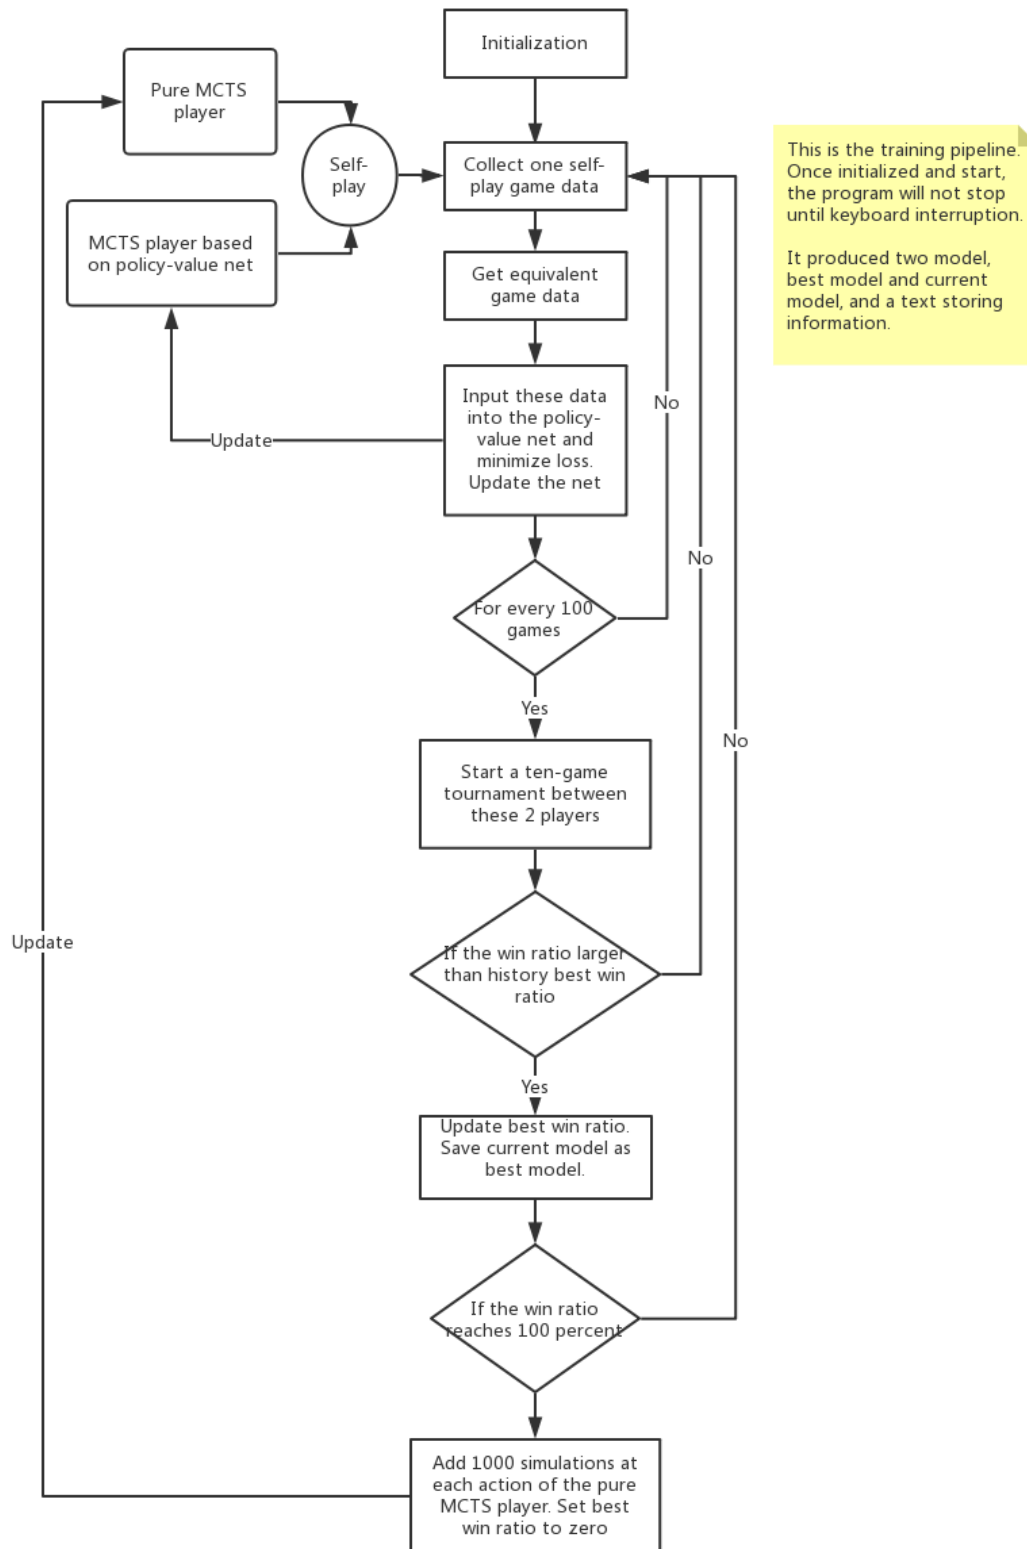 Initialization
Pure MCTS
player
Self-
play
Collect one self-
play game data
This is the training pipeline.
Once initialized and start,
the program will not stop
until keyboard interruption.
It produced two model,
best model and current
model, and a text storing
information.
MCTS player based
on policy-value net
Get equivalent
game data
Input these data
into the policy-
value net and
minimize loss.
Update the net
Update
No
No
For every 100
games
Yes
No
Start a ten-game
tournament between
these 2 players
Update
If the win ratio larger
than history best win
ratio
Yes
Update best win ratio.
Save current model as
best model.
If the win ratio
reaches 100 percent
Add 1000 simulations at
each action of the pure
MCTS player. Set best
win ratio to zero